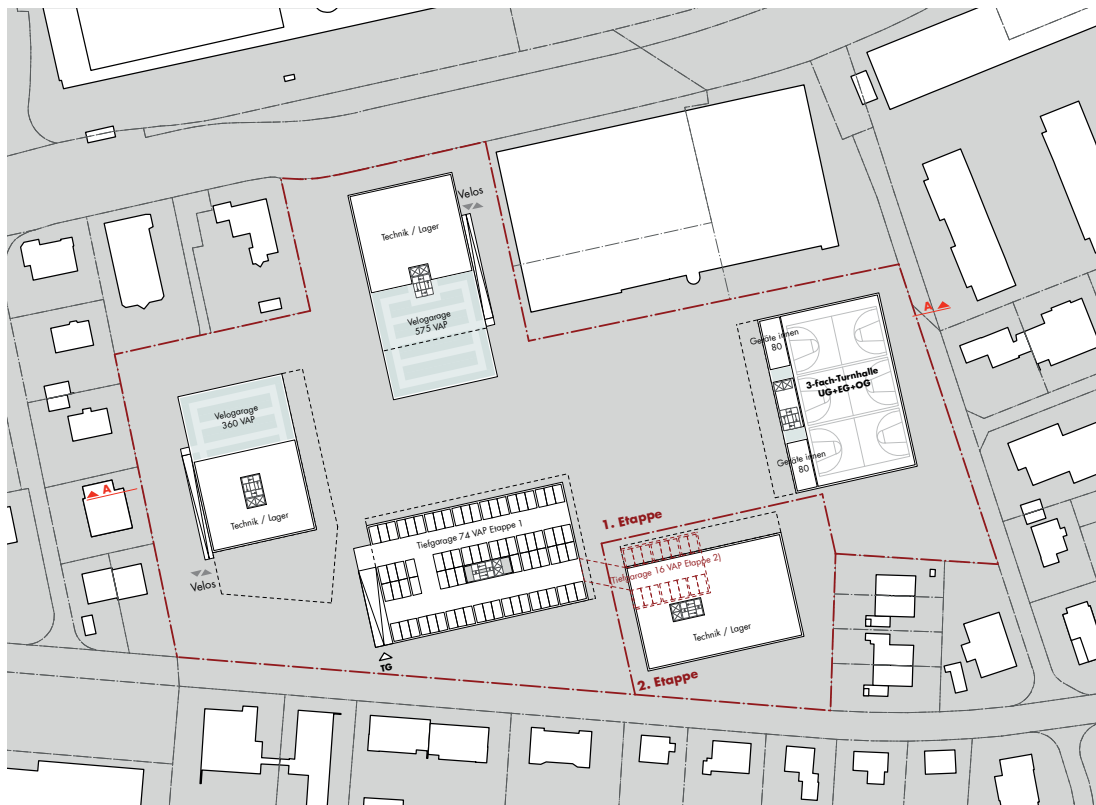 Velos
Technik / Lager
Velogarage
575 VAP
A
Geräte innen
80
3-fach-Turnhalle
UG+EG+OG
Velogarage
360 VAP
Geräte innen
80
A
Technik / Lager
Velos
1. Etappe
Tiefgarage 74 VAP Etappe 1
Tiefgarage 16 VAP Etappe 2)
Technik / Lager
TG
2. Etappe